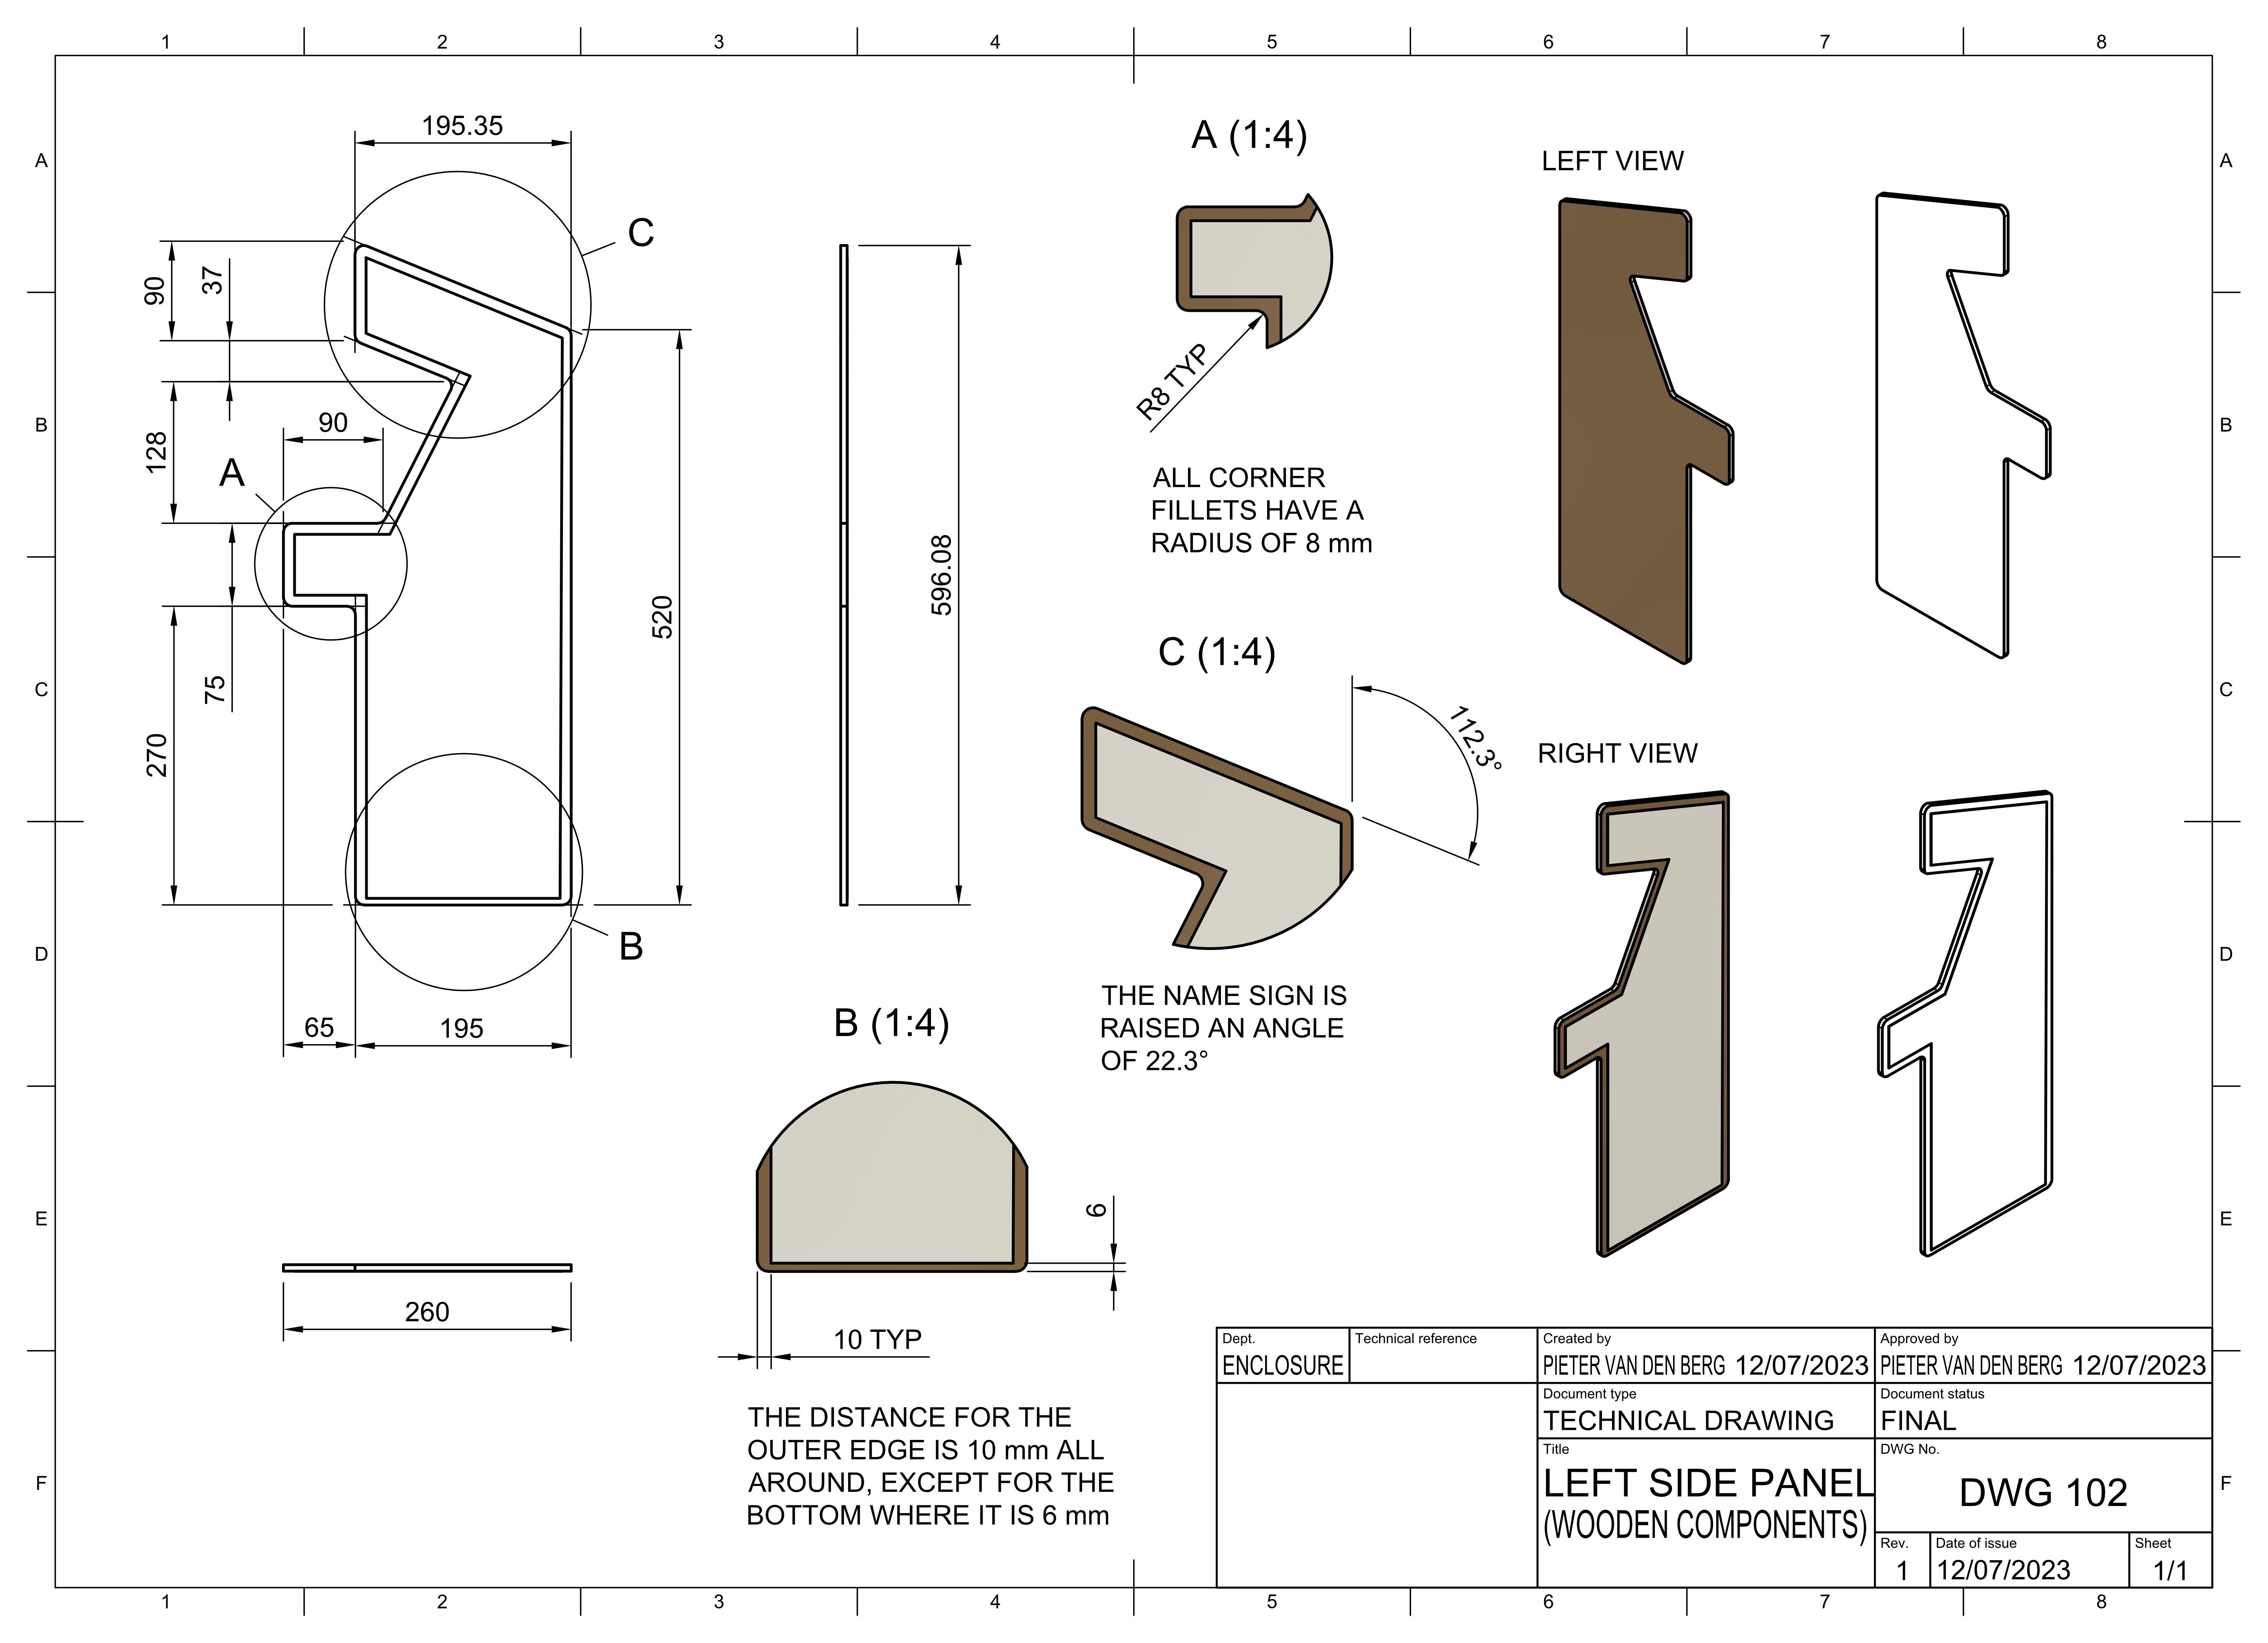 1 2 3 4 5 6 7 8
A
B
C
D
E
F
A
B
C
D
E
F
195.35
C
90
37
128
90
A
75
270
520
596.08
B
65
195
260
A (1:4)
R8 TYP
ALL CORNER
FILLETS HAVE A
RADIUS OF 8 mm
C (1:4)
112.3°
THE NAME SIGN IS
RAISED AN ANGLE
OF 22.3°
B (1:4)
6
10 TYP
THE DISTANCE FOR THE
OUTER EDGE IS 10 mm ALL
AROUND, EXCEPT FOR THE
BOTTOM WHERE IT IS 6 mm
LEFT VIEW
RIGHT VIEW
Dept.
ENCLOSURE
Technical reference
Created by
PIETER VAN DEN BERG 12/07/2023
Approved by
PIETER VAN DEN BERG 12/07/2023
Document type
TECHNICAL DRAWING
Document status
FINAL
Title
LEFT SIDE PANEL
(WOODEN COMPONENTS)
DWG No.
DWG 102
Rev.
1
Date of issue
12/07/2023
Sheet
1/1
1 2 3 4 5 6 7 8